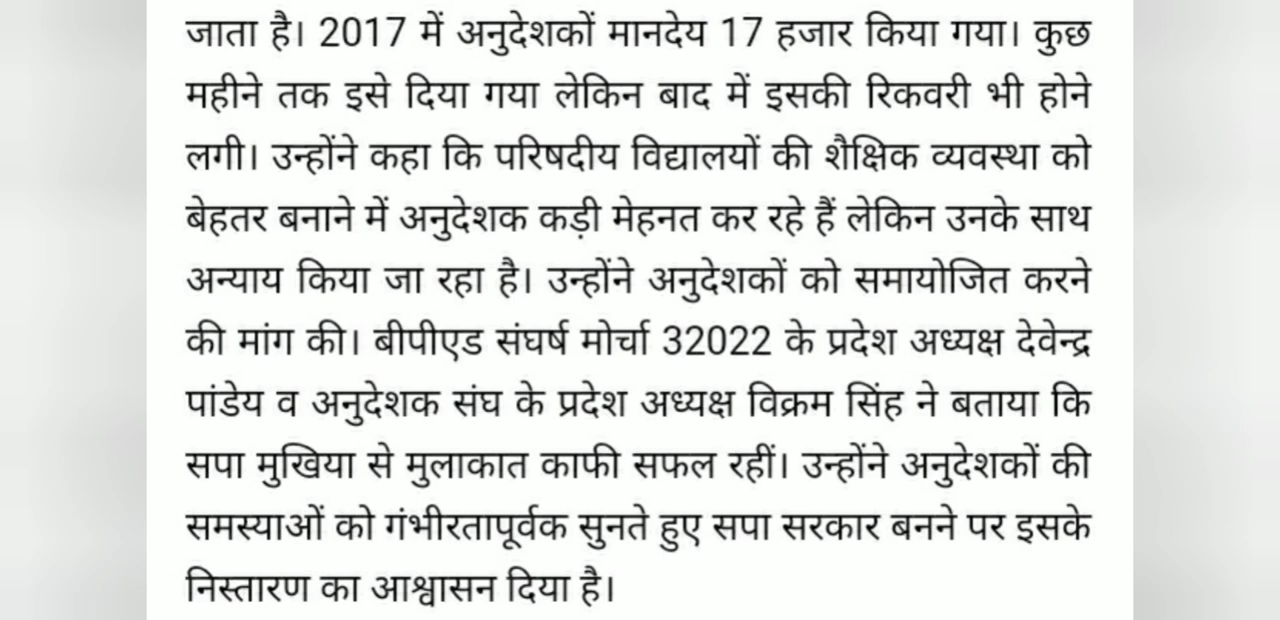 जाता है। 2017 में अनुदेशकों मानदेय 17 हजार किया गया। कुछ
महीने तक इसे दिया गया लेकिन बाद में इसकी रिकवरी भी होने
लगी। उन्होंने कहा कि परिषदीय विद्यालयों की शैक्षिक व्यवस्था को
बेहतर बनाने में अनुदेशक कड़ी मेहनत कर रहे हैं लेकिन उनके साथ
अन्याय किया जा रहा है। उन्होंने अनुदेशकों को समायोजित करने
की मांग की। बीपीएड संघर्ष मोर्चा 32022 के प्रदेश अध्यक्ष देवेन्द्र
पांडेय व अनुदेशक संघ के प्रदेश अध्यक्ष विक्रम सिंह ने बताया कि
सपा मुखिया से मुलाकात काफी सफल रहीं। उन्होंने अनुदेशकों की
समस्याओं को गंभीरतापूर्वक सुनते हुए सपा सरकार बनने पर इसके
निस्तारण का आश्वासन दिया है।